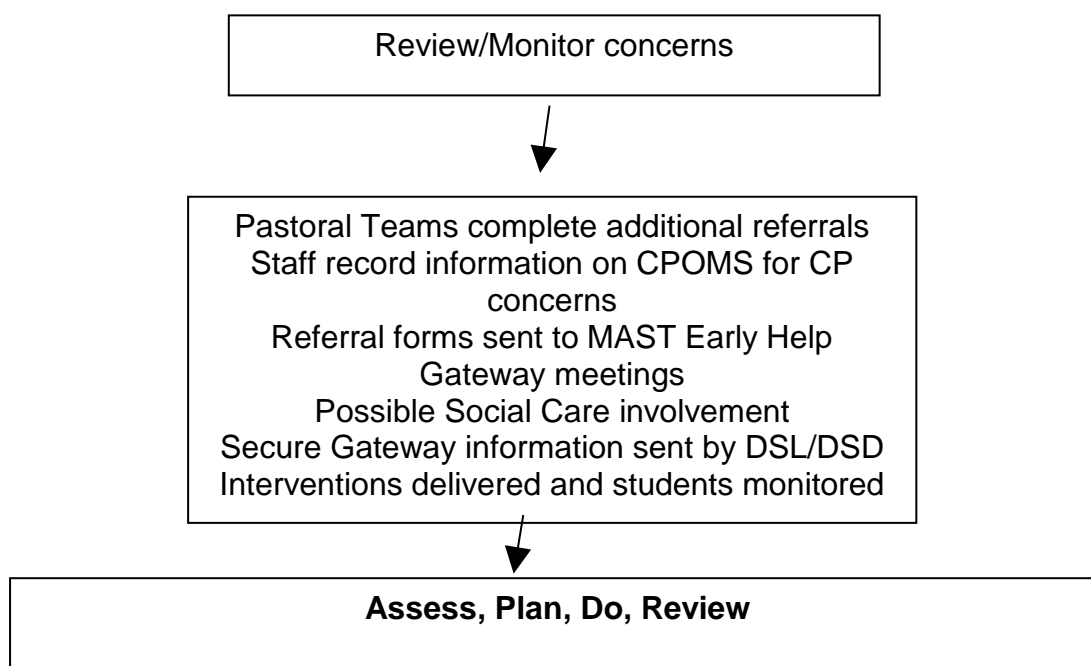 Review/Monitor concerns
Pastoral Teams complete additional referrals
Staff record information on CPOMS for CP
concerns
Referral forms sent to MAST Early Help
Gateway meetings
Possible Social Care involvement
Secure Gateway information sent by DSL/DSD
Interventions delivered and students monitored
Assess, Plan, Do, Review